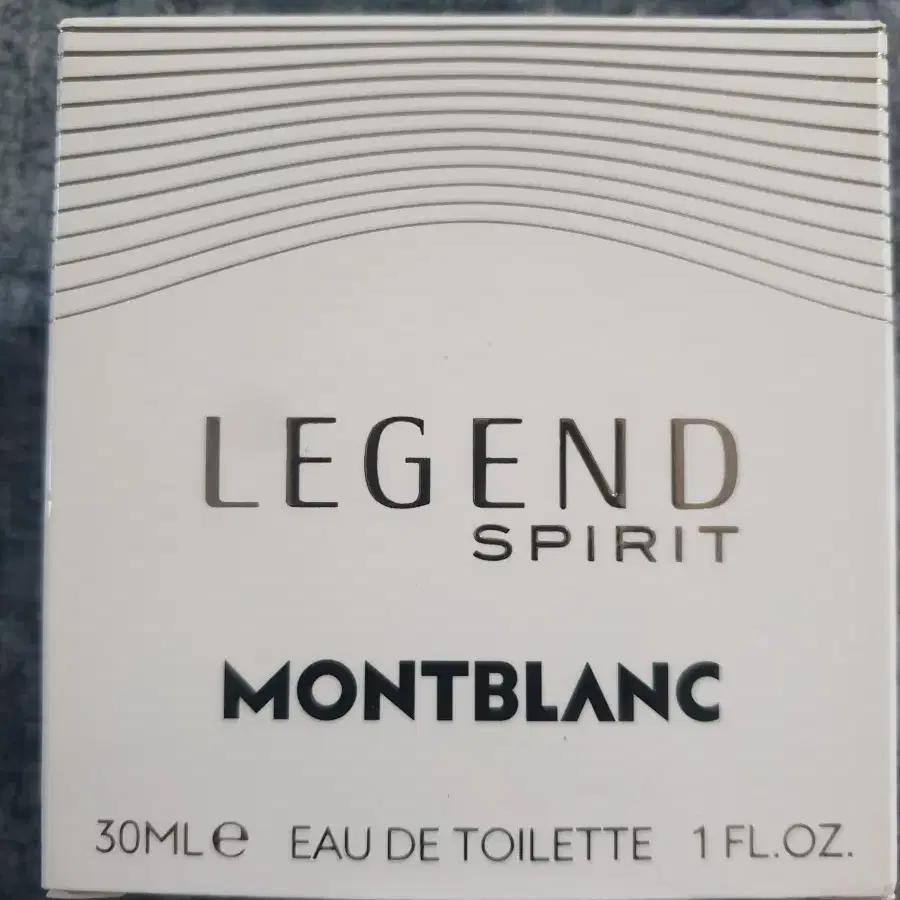 LEGEND
SPIRIT
MONTBLANC
30ML℮ EAU DE TOILETTE 1 FL.OZ.